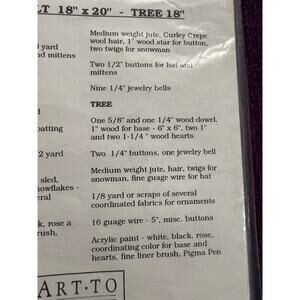 LT 18" x 20" - TREE 18"
Medium weight jute, Curley Crepe
wool hair, 1" wood star for button,
yard
two twigs for snowman
mittens
Two 1/2" buttons for hat and
mittens
Nine 1/4" jewelry bells
TREE
One 5/8" and one 1/4" wood dowel,
batting
1" wood for base - 6" x 6", two 1"
and two 1-1/4 " wood hearts
2 yard
Two 1/4" buttons, one jewelry bell
Medium weight jute, hair, twigs for
sled,
snowman, fine guage wire for hat
nowflakes -
eral
1/8 yard or scraps of several
coordinated fabrics for ornaments
ck, rose a
16 guage wire - 5", misc. buttons
rush,
Acrylic paint - white, black, rose,
coordinating color for base and
hearts, fine liner brush, Pigma Pen
ART·TO